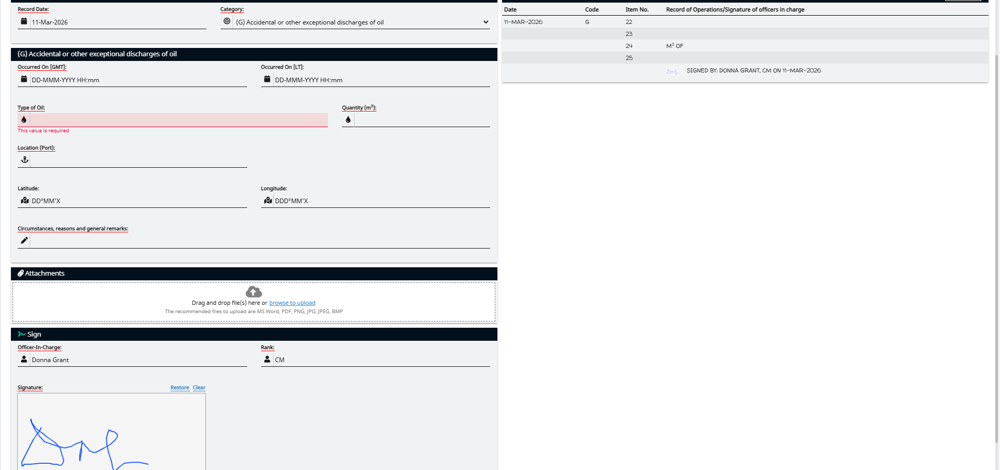 Record Date:
Category:
11-Mar-2026
(G) Accidental or other exceptional discharges of oil
(G) Accidental or other exceptional discharges of oil
Occurred On [GMT]:
Occurred On [LT]:
DD-MMM-YYYY HH:mm
DD-MMM-YYYY HH:mm
Type of Oil:
Quantity (m³):
This value is required
Location (Port):
Latitude:
Longitude:
DD°MM'X
DDD°MM'X
Circumstances, reasons and general remarks:
Attachments
Drag and drop file(s) here or browse to upload
The recommended files to upload are MS Word, PDF, PNG, JPG, JPEG, BMP
Sign
Officer-In-Charge:
Rank:
Donna Grant
CM
Signature:
Restore Clear
Date Code Item No. Record of Operations/Signature of officers in charge
11-MAR-2026 G 22
23
24 M³ OF
25
SIGNED BY: DONNA GRANT, CM ON 11-MAR-2026